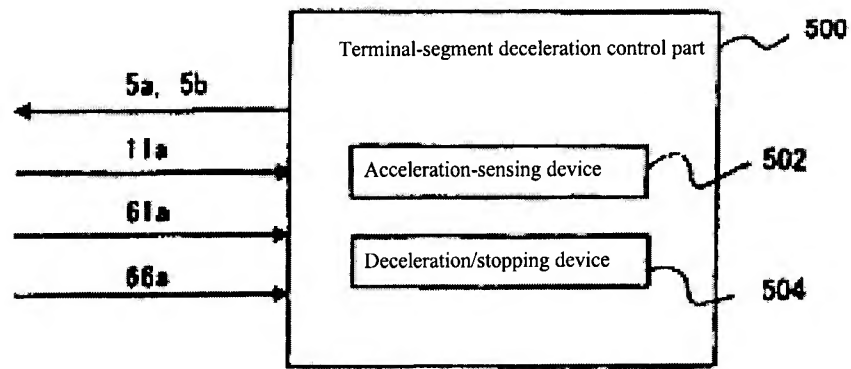 Terminal-segment deceleration control part
500
5a, 5b
11a
Acceleration-sensing device
502
61a
Deceleration/stopping device
66a
504